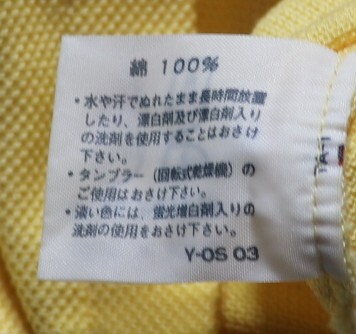 綿 100%
・水や汗でぬれたまま長時間放置
したり、漂白剤及び漂白剤入り
の洗剤を使用することはおさけ
下さい。
・タンブラー(回転式乾燥機)の
ご使用はおさけ下さい。
・淡い色には、蛍光増白剤入りの
洗剤の使用をおさけ下さい。
Y-OS 03